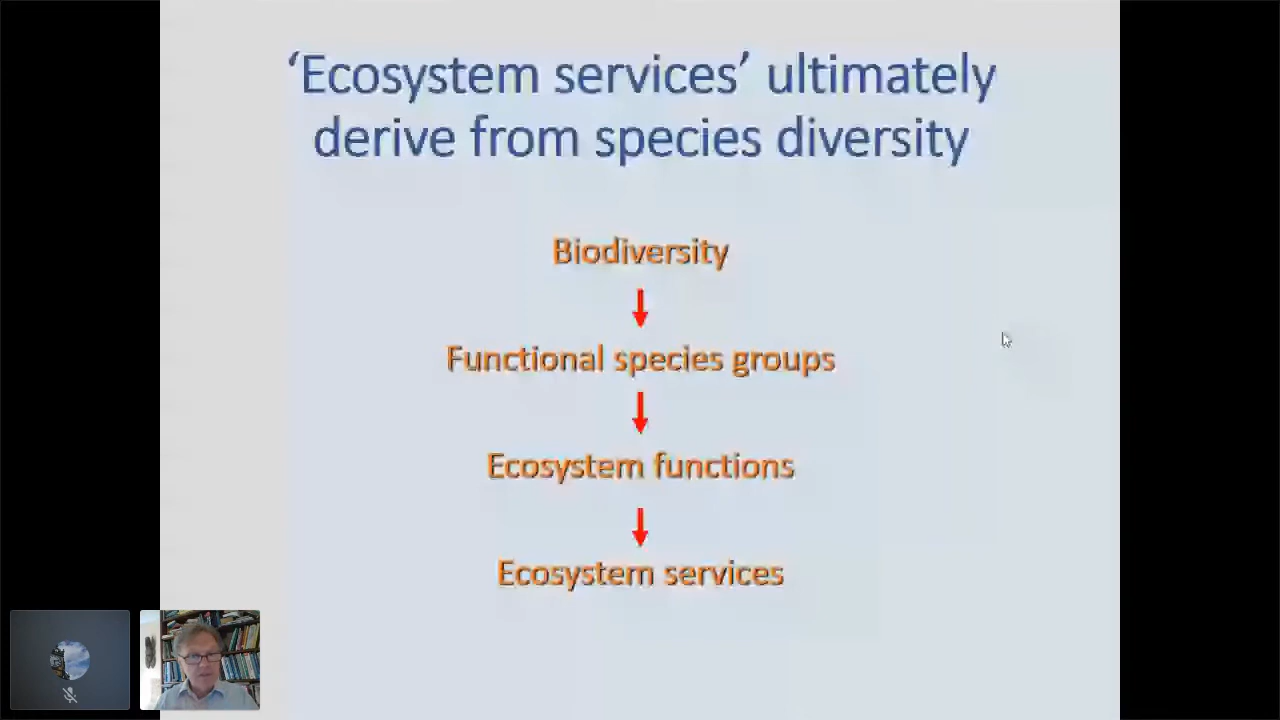 ‘Ecosystem services’ ultimately
derive from species diversity
Biodiversity
Functional species groups
Ecosystem functions
Ecosystem services